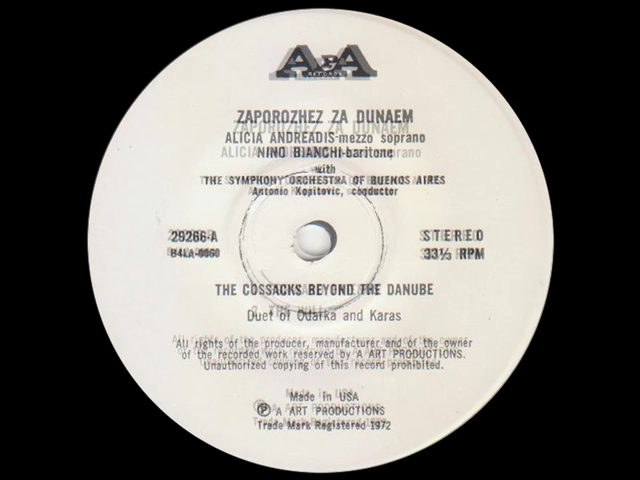 A&A
RECORDS
ZAPOROZHEZ ZA DUNAEM
ALICIA ANDREADIS-mezzo soprano
NINO BIANCHI-baritone
with
THE SYMPHONY ORCHESTRA OF BUENOS AIRES
Antonio Kopitovic, conductor
29266-A
B4LA-0060
STEREO
33⅓ RPM
THE COSSACKS BEYOND THE DANUBE
Duet of Odarka and Karas
All rights of the producer, manufacturer and of the owner
of the recorded work reserved by A ART PRODUCTIONS.
Unauthorized copying of this record prohibited.
Made in USA
℗ A ART PRODUCTIONS
Trade Mark Registered 1972